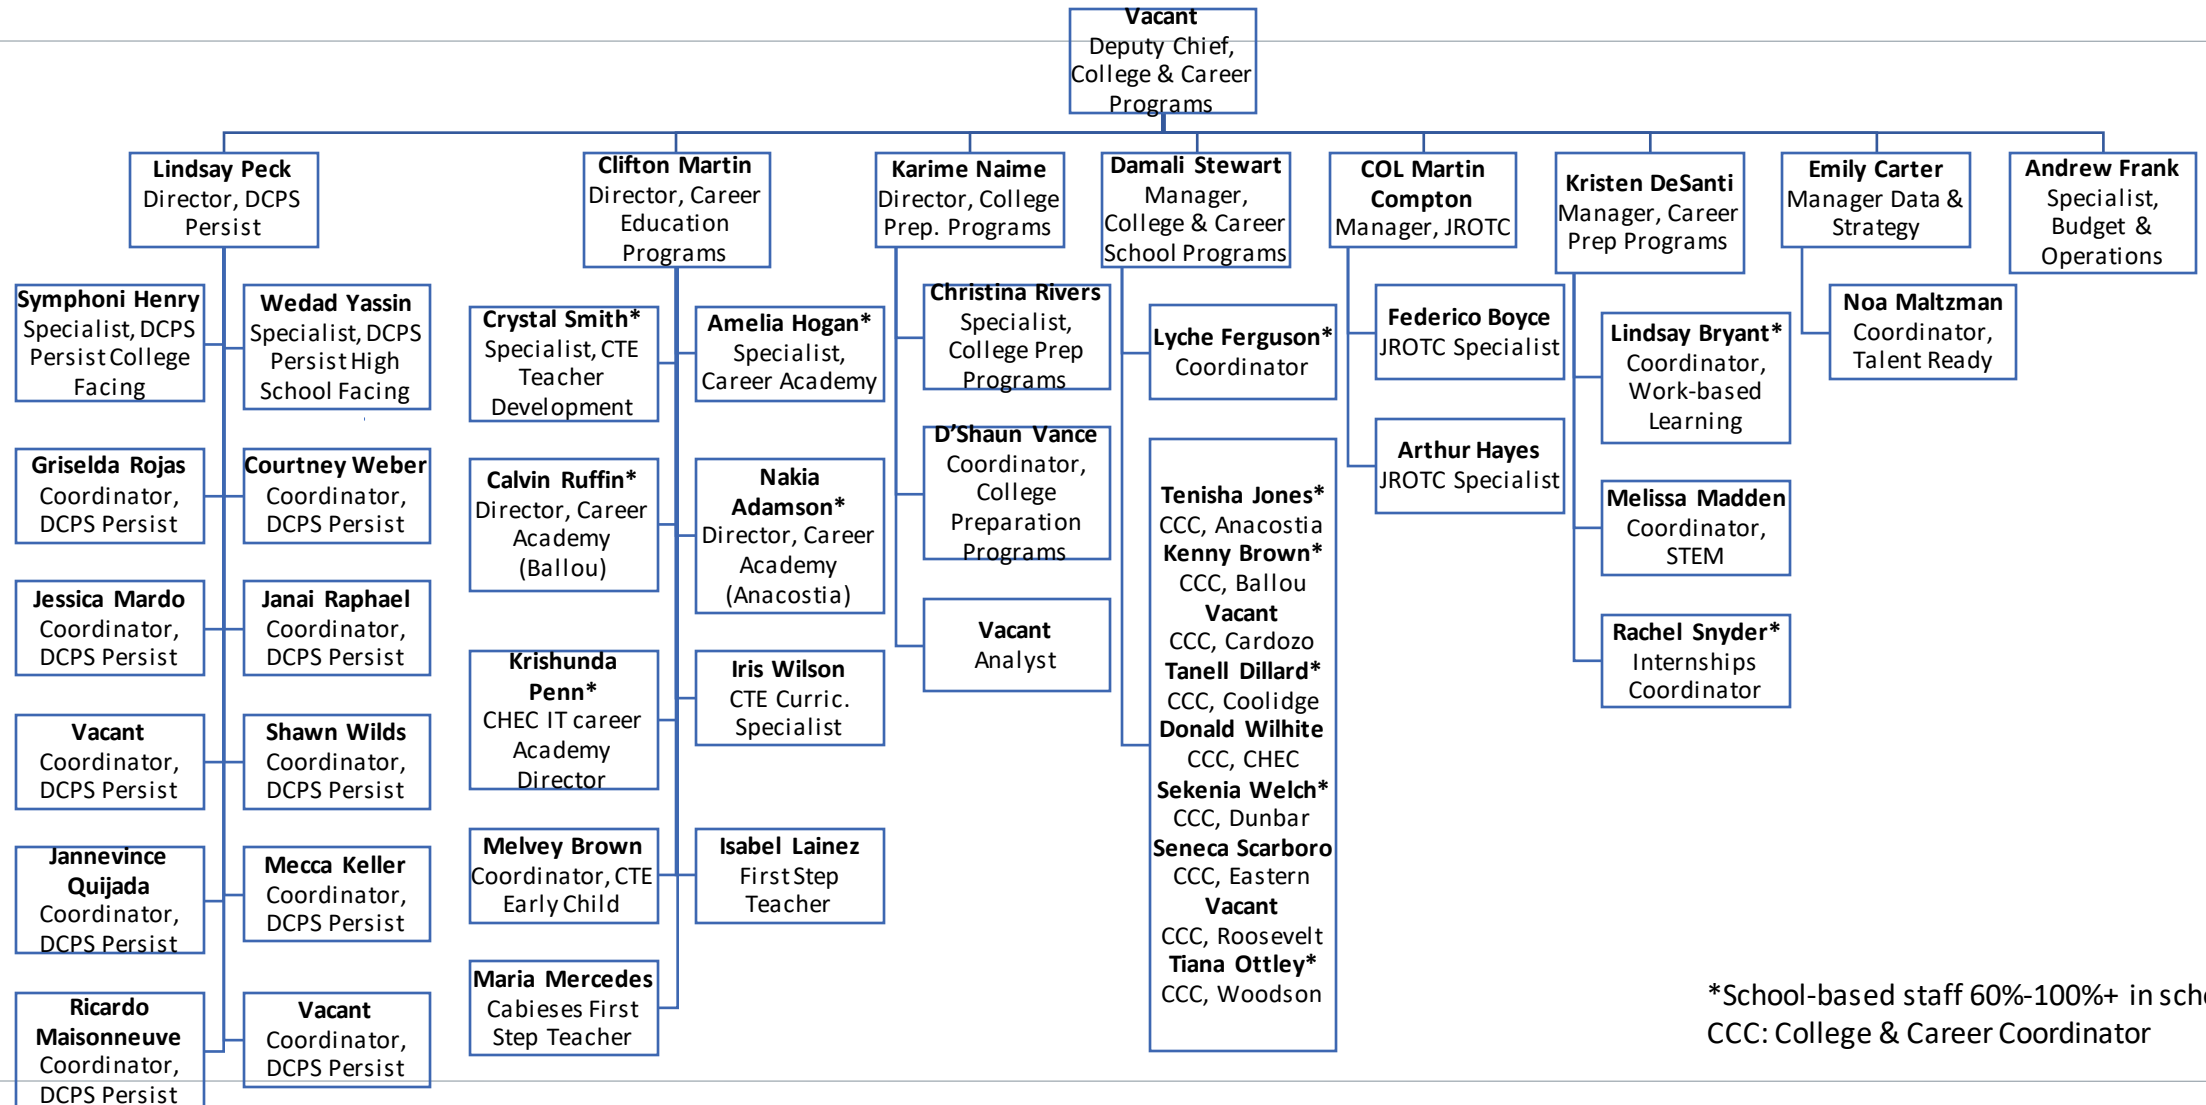 Vacant
Deputy Chief,
College & Career
Programs
Lindsay Peck
Director, DCPS
Persist
Clifton Martin
Director, Career
Education
Programs
Karime Naime
Director, College
Prep. Programs
Damali Stewart
Manager,
College & Career
School Programs
COL Martin
Compton
Manager, JROTC
Kristen DeSanti
Manager, Career
Prep Programs
Emily Carter
Manager Data &
Strategy
Andrew Frank
Specialist,
Budget &
Operations
Symphoni Henry
Specialist, DCPS
Persist College
Facing
Wedad Yassin
Specialist, DCPS
Persist High
School Facing
Griselda Rojas
Coordinator,
DCPS Persist
Courtney Weber
Coordinator,
DCPS Persist
Jessica Mardo
Coordinator,
DCPS Persist
Janai Raphael
Coordinator,
DCPS Persist
Vacant
Coordinator,
DCPS Persist
Shawn Wilds
Coordinator,
DCPS Persist
Jannevince
Quijada
Coordinator,
DCPS Persist
Mecca Keller
Coordinator,
DCPS Persist
Ricardo
Maisonneuve
Coordinator,
DCPS Persist
Vacant
Coordinator,
DCPS Persist
Crystal Smith*
Specialist, CTE
Teacher
Development
Amelia Hogan*
Specialist,
Career Academy
Calvin Ruffin*
Director, Career
Academy
(Ballou)
Nakia
Adamson*
Director, Career
Academy
(Anacostia)
Krishunda
Penn*
CHEC IT career
Academy
Director
Iris Wilson
CTE Curric.
Specialist
Melvey Brown
Coordinator, CTE
Early Child
Isabel Lainez
First Step
Teacher
Maria Mercedes
Cabieses First
Step Teacher
Christina Rivers
Specialist,
College Prep
Programs
D'Shaun Vance
Coordinator,
College
Preparation
Programs
Vacant
Analyst
Lyche Ferguson*
Coordinator
Tenisha Jones*
CCC, Anacostia
Kenny Brown*
CCC, Ballou
Vacant
CCC, Cardozo
Tanell Dillard*
CCC, Coolidge
Donald Wilhite
CCC, CHEC
Sekenia Welch*
CCC, Dunbar
Seneca Scarboro
CCC, Eastern
Vacant
CCC, Roosevelt
Tiana Ottley*
CCC, Woodson
Federico Boyce
JROTC Specialist
Arthur Hayes
JROTC Specialist
Lindsay Bryant*
Coordinator,
Work-based
Learning
Melissa Madden
Coordinator,
STEM
Rachel Snyder*
Internships
Coordinator
Noa Maltzman
Coordinator,
Talent Ready
*School-based staff 60%-100%+ in
CCC: College & Career Coordinator